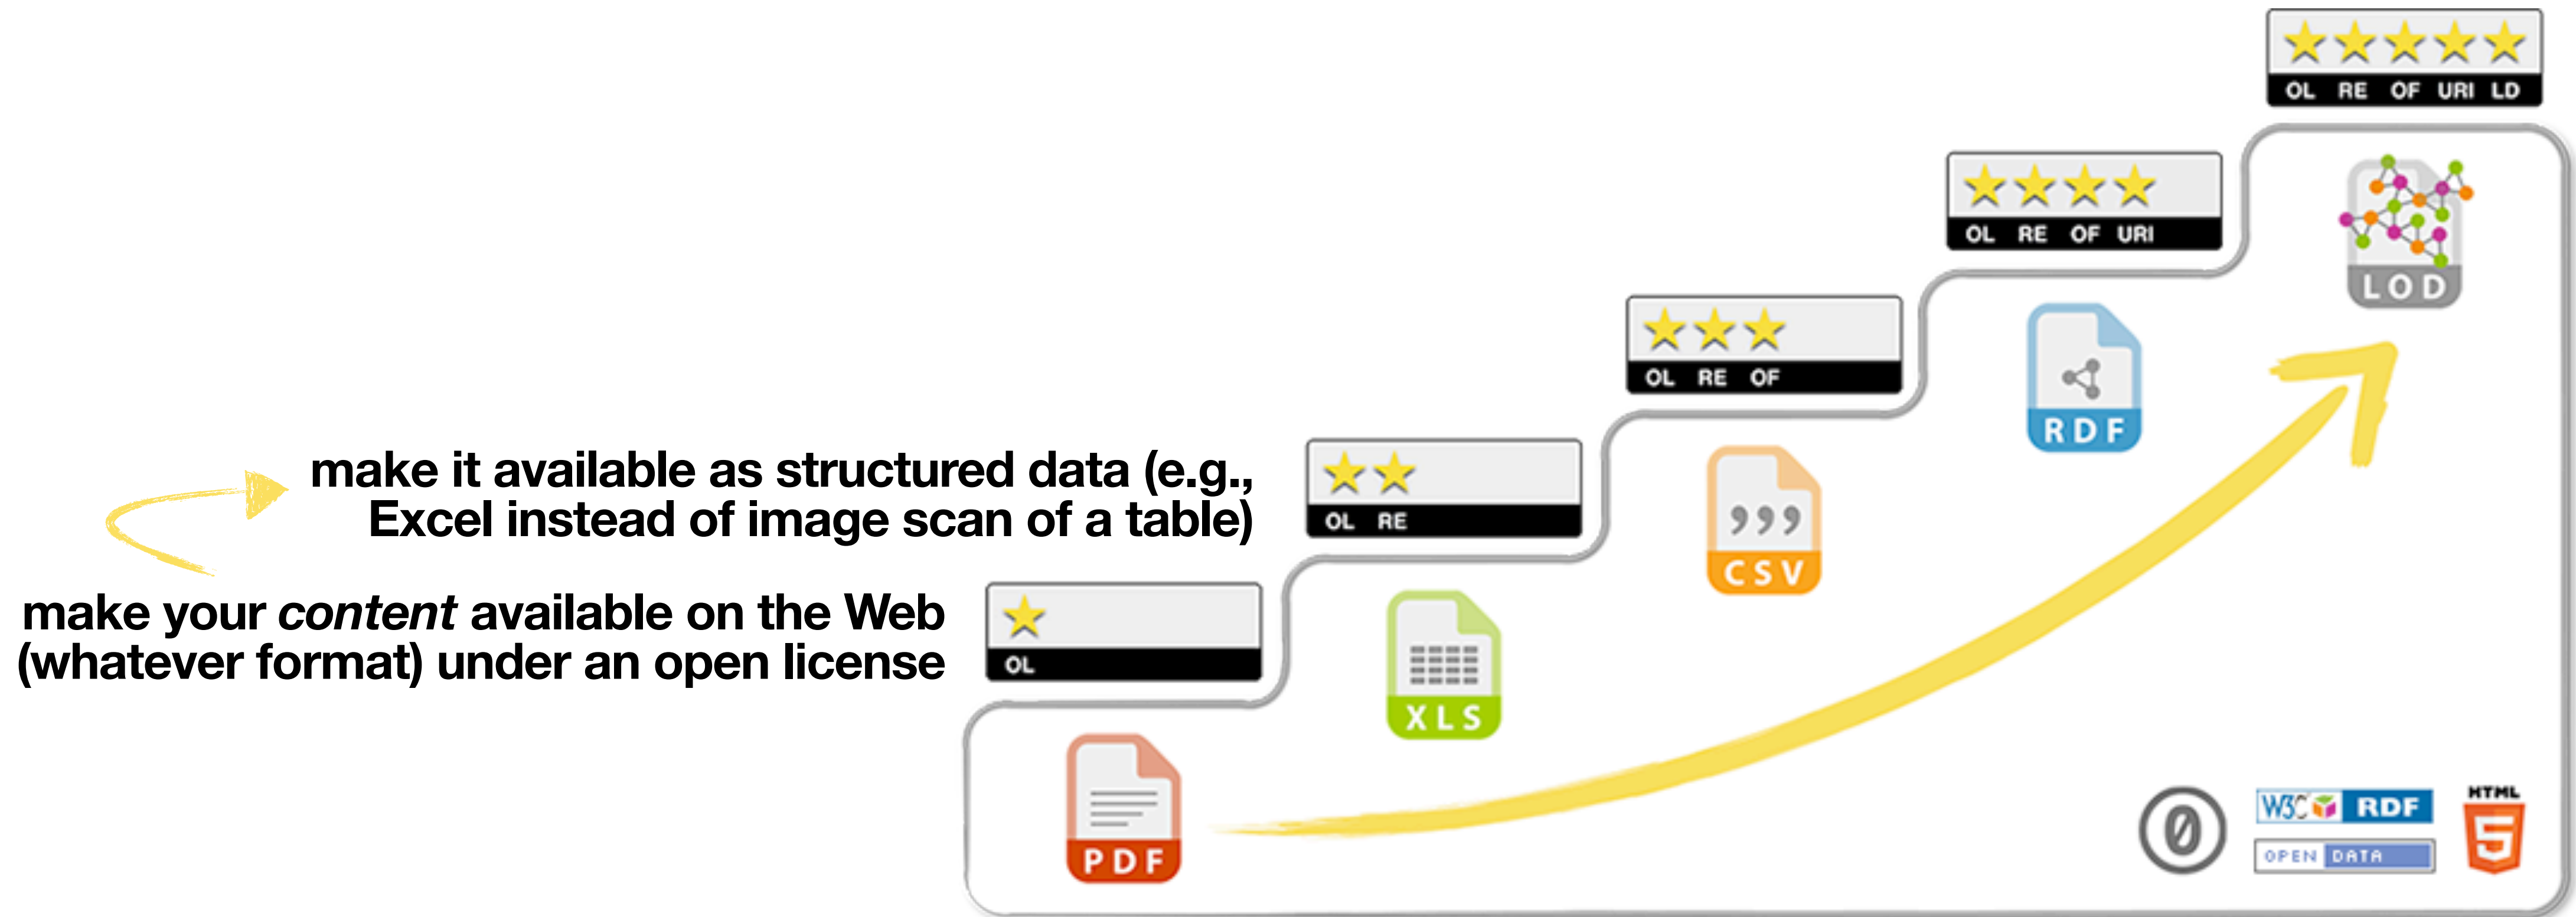 OL RE OF URI LD
LOD
OL RE OF URI
RDF
OL RE OF
CSV
make it available as structured data (e.g.,
Excel instead of image scan of a table)
OL RE
XLS
make your content available on the Web
(whatever format) under an open license
OL
PDF
0
W3C RDF
OPEN DATA
HTML
5